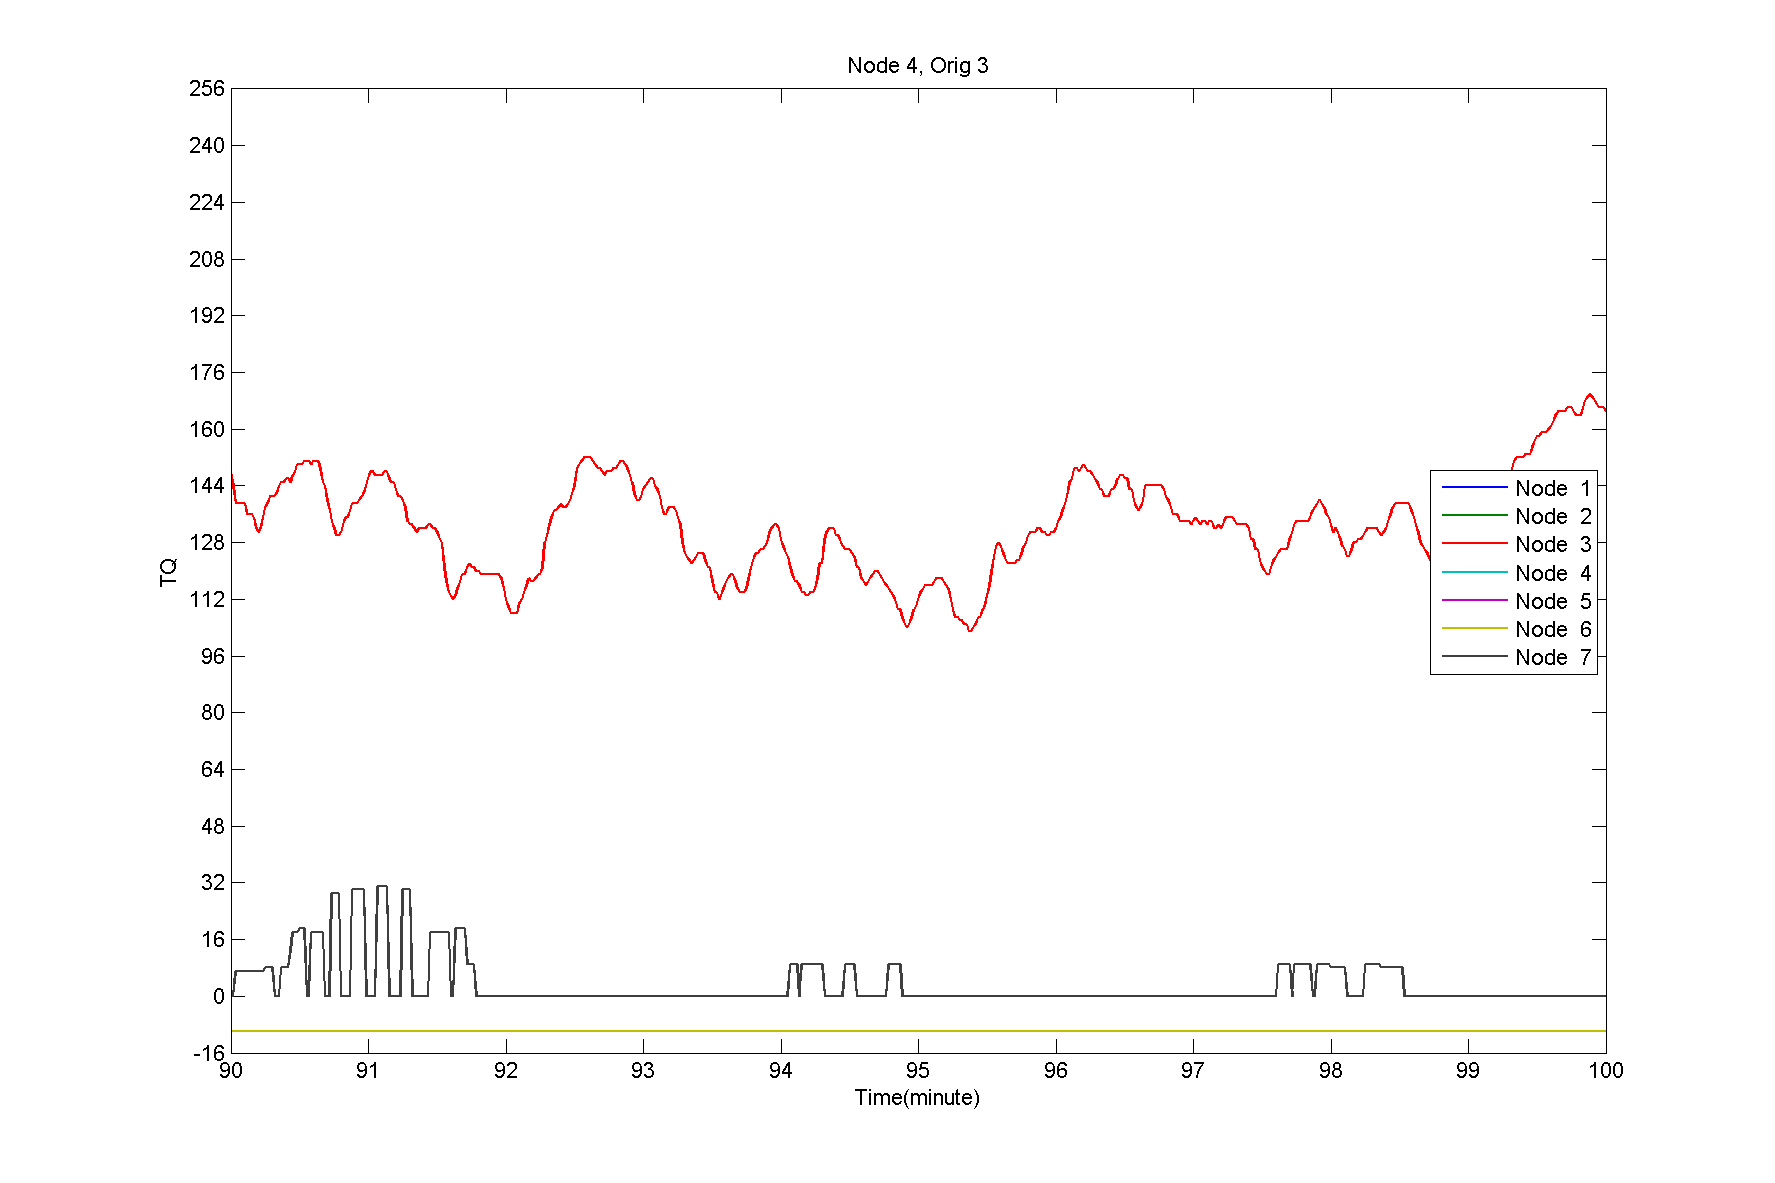 Node 4, Orig 3
256
240
224
208
192
176
160
144
128
112
96
80
64
48
32
16
0
-16
TQ
Node 1
Node 2
Node 3
Node 4
Node 5
Node 6
Node 7
90 91 92 93 94 95 96 97 98 99 100
Time(minute)